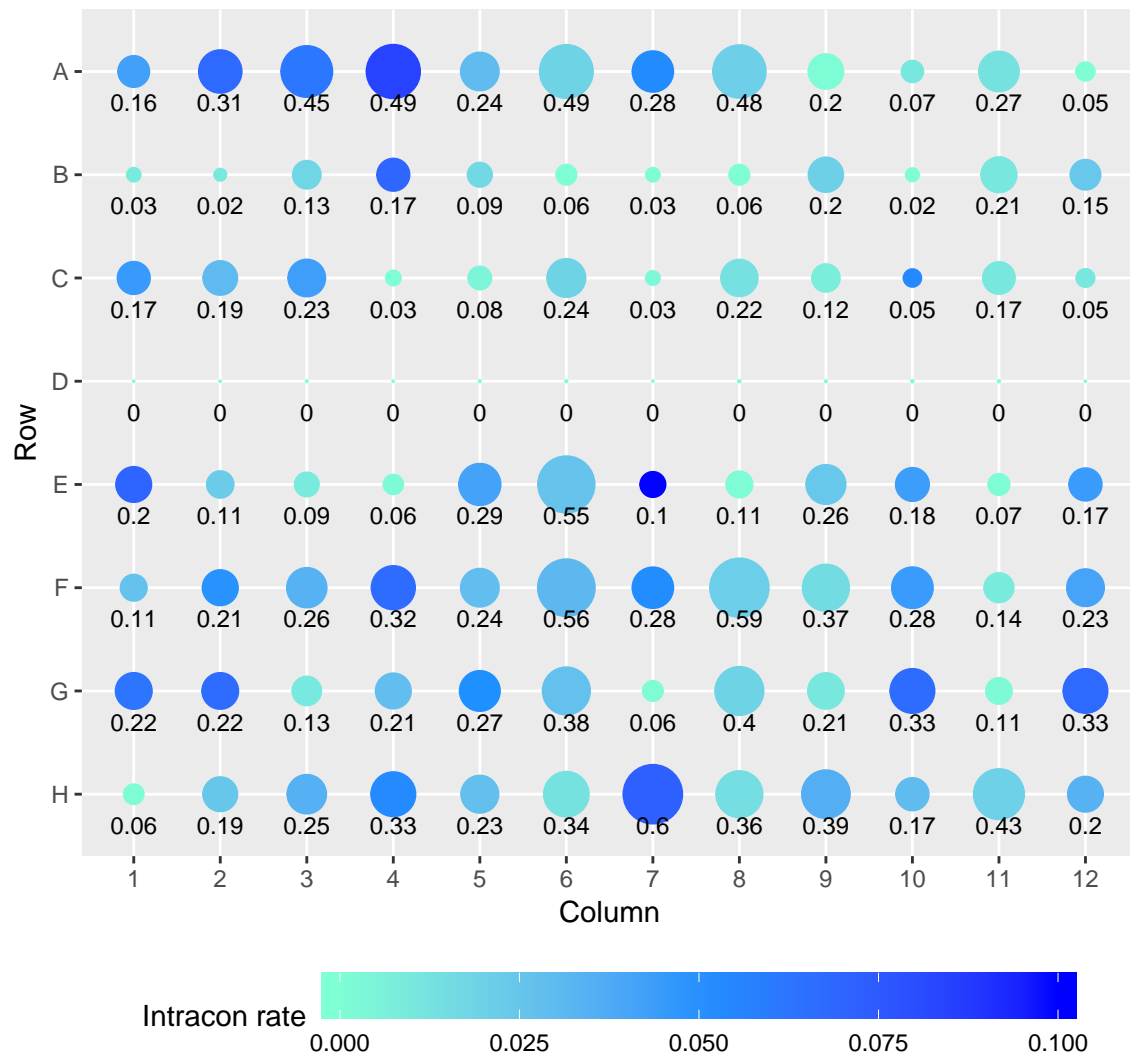 A
0.16 0.31 0.45 0.49 0.24 0.49 0.28 0.48 0.2 0.07 0.27 0.05
B
0.03 0.02 0.13 0.17 0.09 0.06 0.03 0.06 0.2 0.02 0.21 0.15
C
0.17 0.19 0.23 0.03 0.08 0.24 0.03 0.22 0.12 0.05 0.17 0.05
D
0 0 0 0 0 0 0 0 0 0 0 0
Row
E
0.2 0.11 0.09 0.06 0.29 0.55 0.1 0.11 0.26 0.18 0.07 0.17
F
0.11 0.21 0.26 0.32 0.24 0.56 0.28 0.59 0.37 0.28 0.14 0.23
G
0.22 0.22 0.13 0.21 0.27 0.38 0.06 0.4 0.21 0.33 0.11 0.33
H
0.06 0.19 0.25 0.33 0.23 0.34 0.6 0.36 0.39 0.17 0.43 0.2
1 2 3 4 5 6 7 8 9 10 11 12
Column
Intracon rate
0.000 0.025 0.050 0.075 0.100